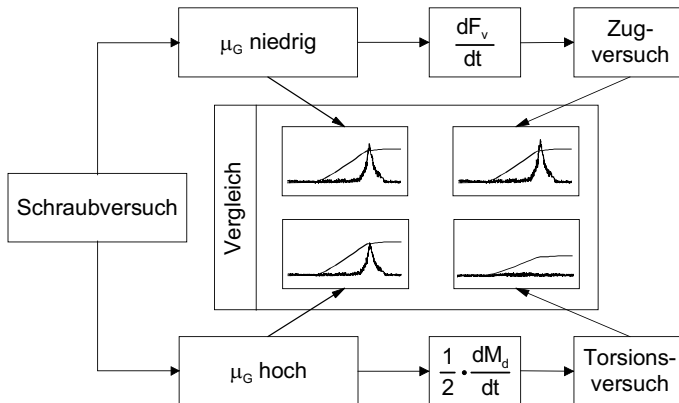 μG niedrig
dFv
dt
Zug-
versuch
Vergleich
Schraubversuch
μG hoch
1
2
·
dMd
dt
Torsions-
versuch